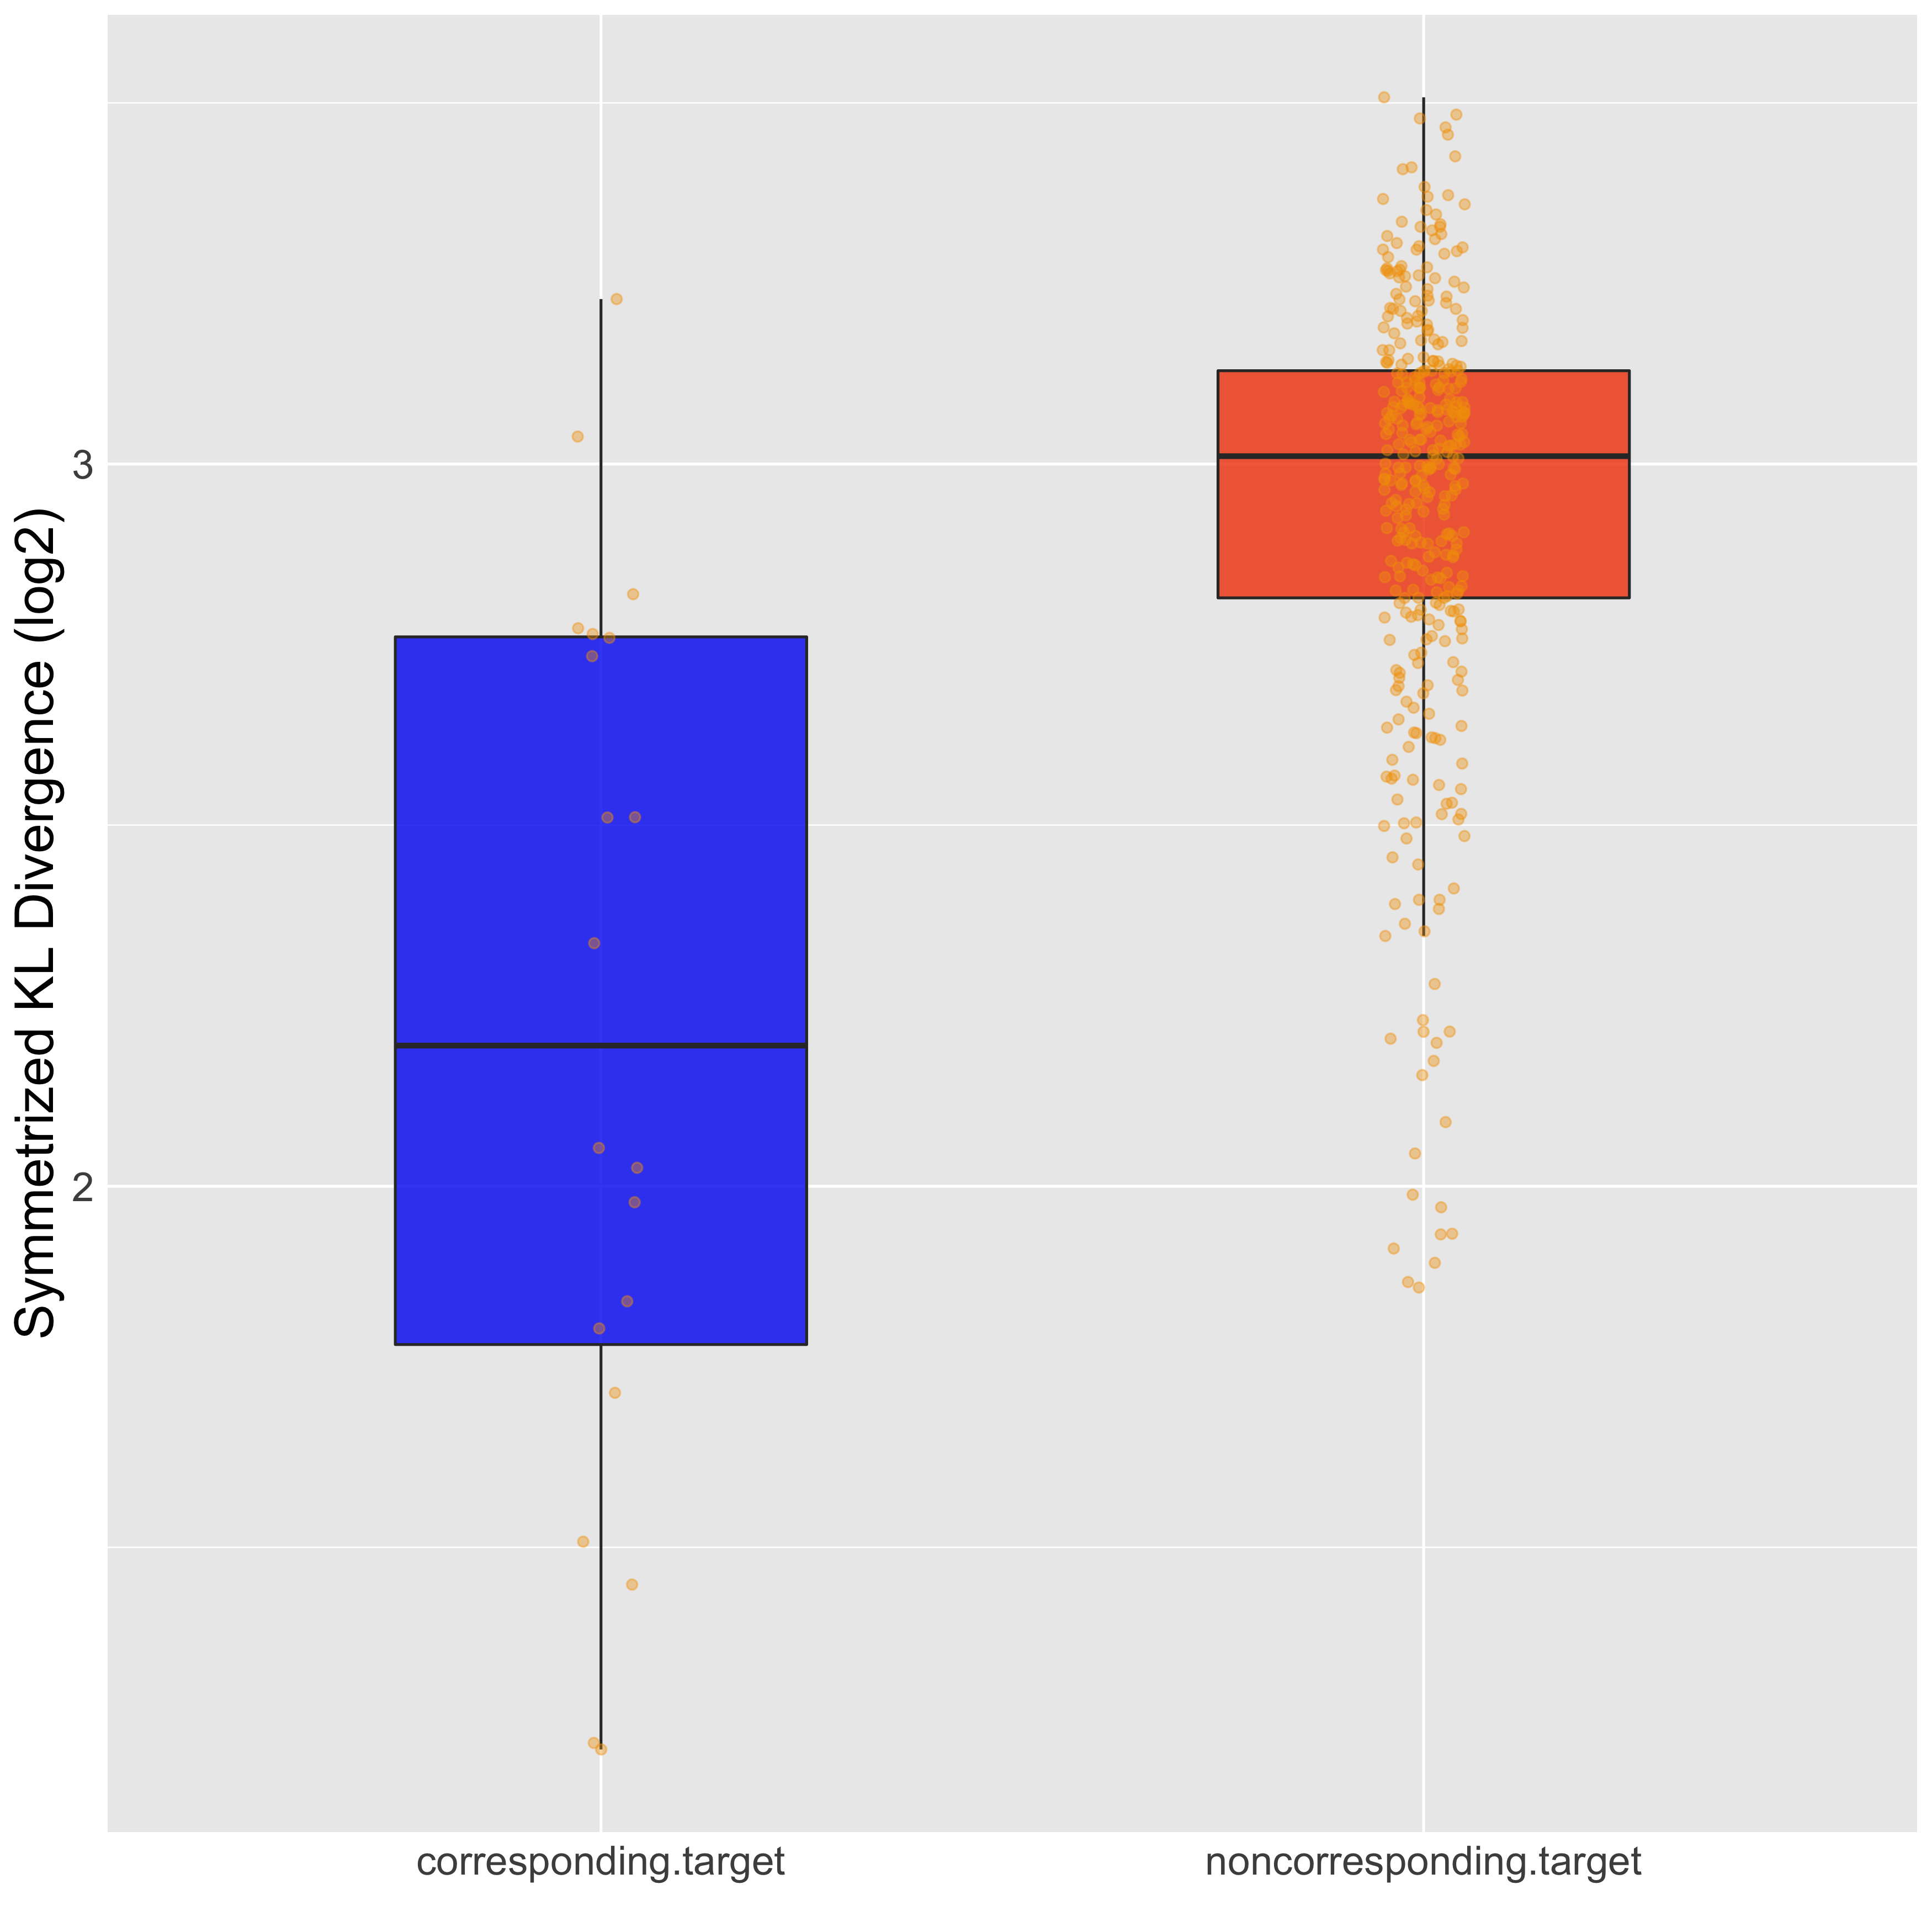 Symmetrized KL Divergence (log2)
3
2
corresponding.target
noncorresponding.target